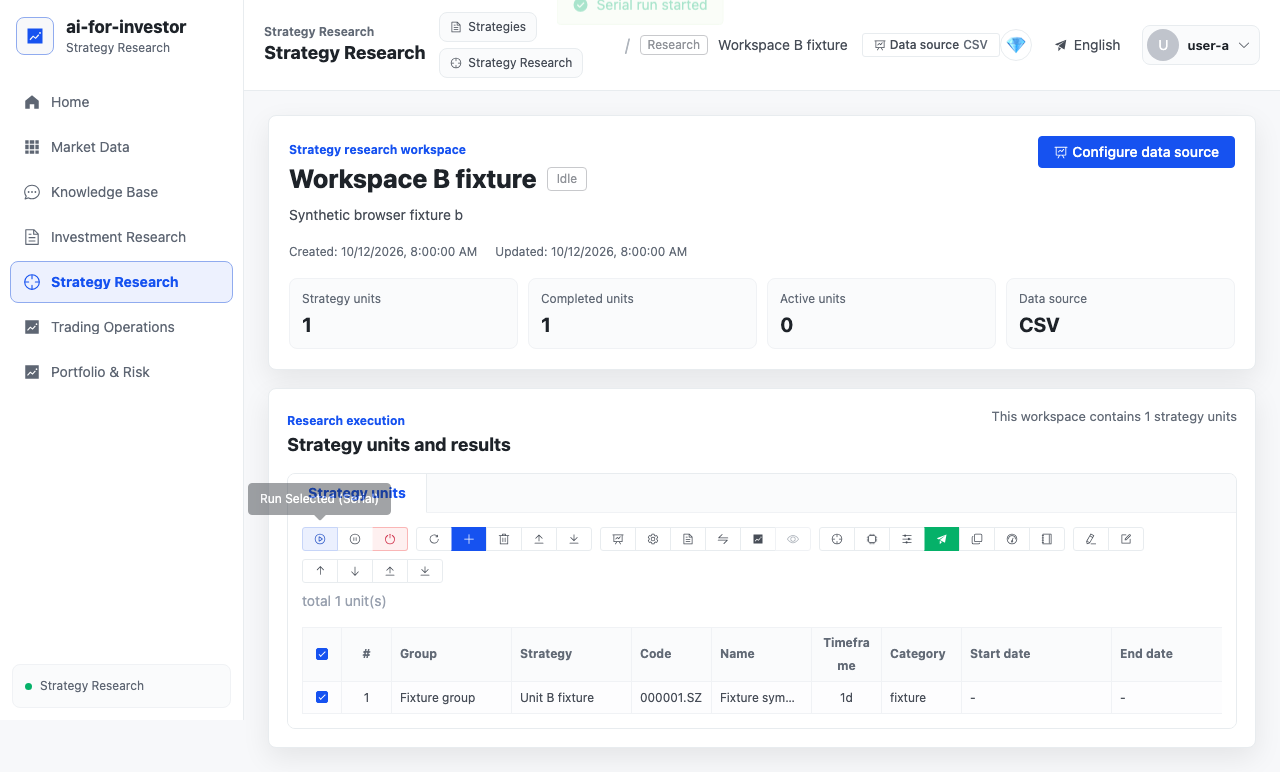 ai-for-investor
Strategy Research
Home
Market Data
Knowledge Base
Investment Research
Strategy Research
Trading Operations
Portfolio & Risk
Strategy Research
Serial run started
Strategy Research
Strategy Research
Strategies
Strategy Research
/ Research Workspace B fixture
Data source CSV
English
U user-a
Strategy research workspace
Workspace B fixture Idle
Configure data source
Synthetic browser fixture b
Created: 10/12/2026, 8:00:00 AM Updated: 10/12/2026, 8:00:00 AM
Strategy units
1
Completed units
1
Active units
0
Data source
CSV
Research execution
This workspace contains 1 strategy units
Strategy units and results
Strategy units
Run Selected (Serial)
total 1 unit(s)
# Group Strategy Code Name Timeframe Category Start date End date
1 Fixture group Unit B fixture 000001.SZ Fixture sym... 1d fixture - -